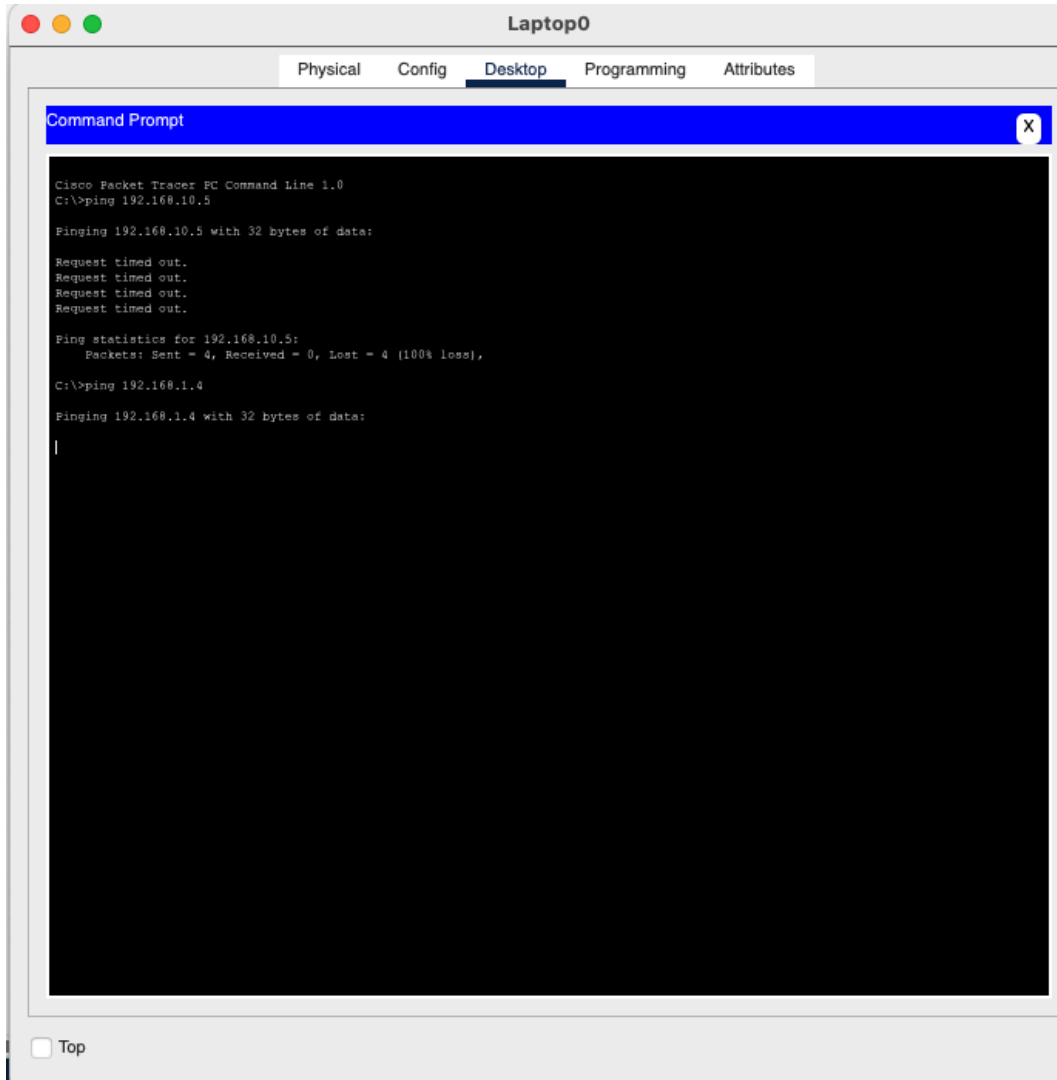 Laptop0
Physical Config Desktop Programming Attributes
Command Prompt
X
Cisco Packet Tracer PC Command Line 1.0
C:\>ping 192.168.10.5
Pinging 192.168.10.5 with 32 bytes of data:
Request timed out.
Request timed out.
Request timed out.
Request timed out.
Ping statistics for 192.168.10.5:
Packets: Sent = 4, Received = 0, Lost = 4 (100% loss),
C:\>ping 192.168.1.4
Pinging 192.168.1.4 with 32 bytes of data:
Top